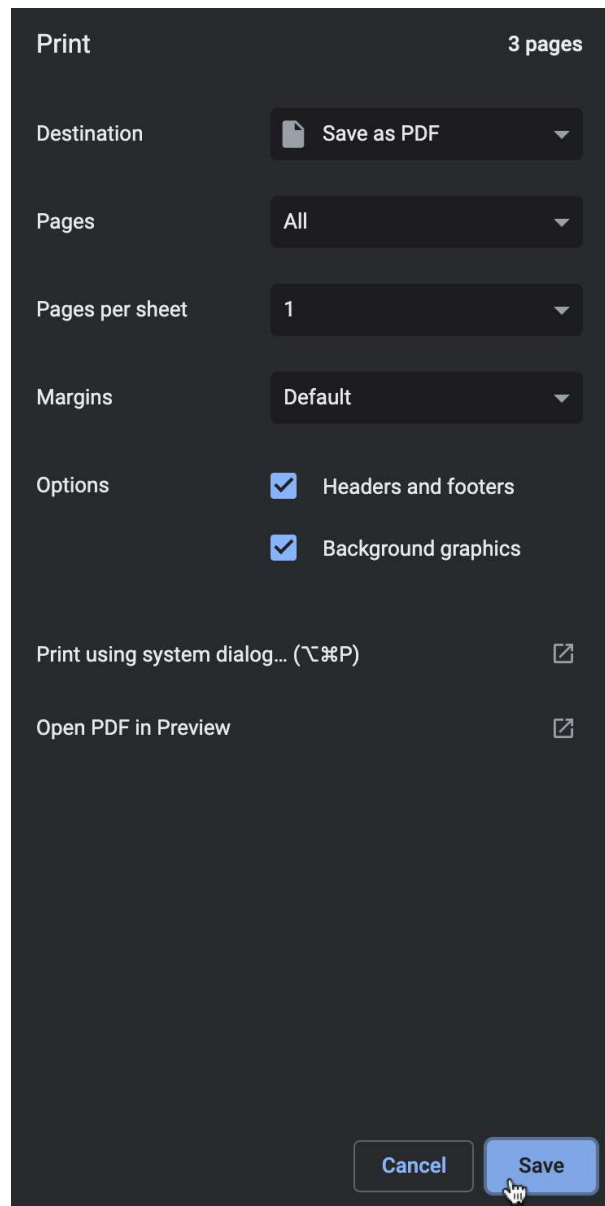 Print 3 pages
Destination Save as PDF
Pages All
Pages per sheet 1
Margins Default
Options Headers and footers
Background graphics
Print using system dialog… (⌥⌘P)
Open PDF in Preview
Cancel Save